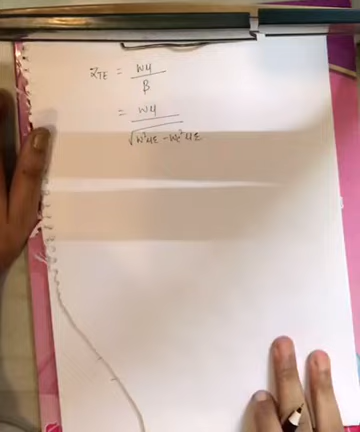 Z_TE = ωμ / β
= ωμ / √(ω²με - ωc²με)